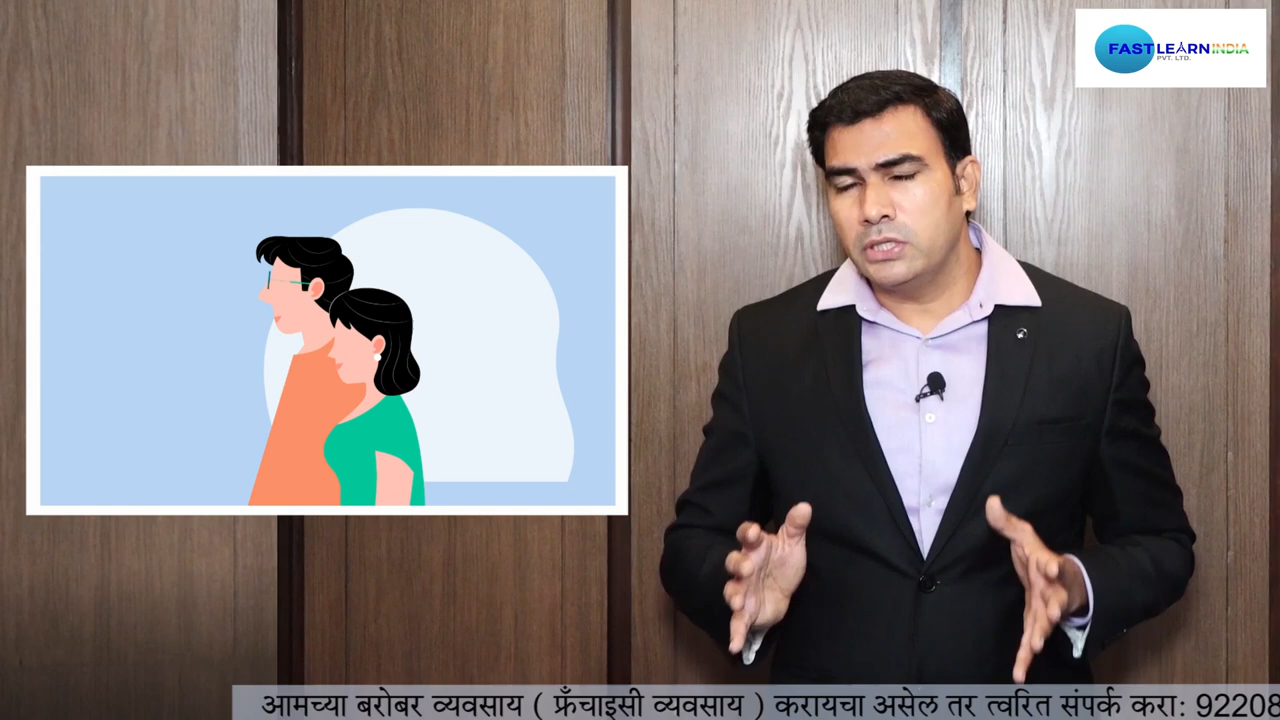 FASTLEARNINDIA
PVT. LTD.
आमच्या बरोबर व्यवसाय ( फ्रँचाइसी व्यवसाय ) करायचा असेल तर त्वरित संपर्क करा: 92208